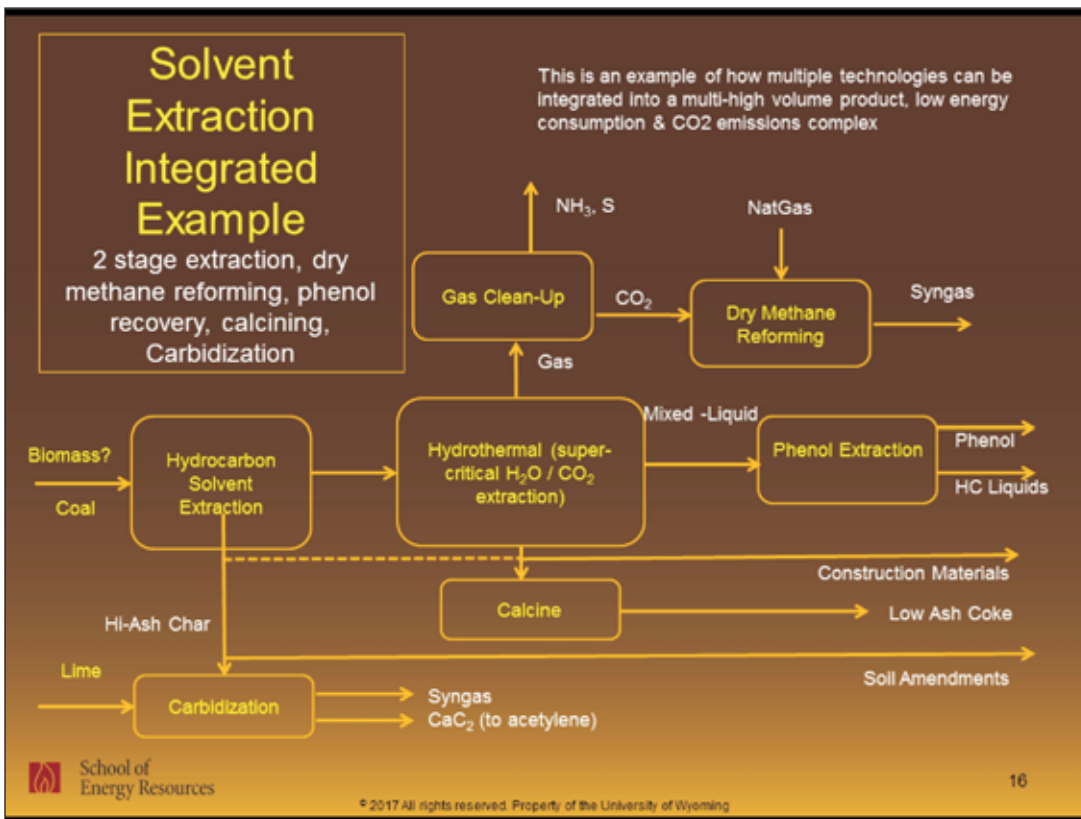 Solvent
Extraction
Integrated
Example
2 stage extraction, dry
methane reforming, phenol
recovery, calcining,
Carbidization
This is an example of how multiple technologies can be
integrated into a multi-high volume product, low energy
consumption & CO2 emissions complex
NH₃, S
NatGas
Gas Clean-Up
CO₂
Dry Methane
Reforming
Syngas
Gas
Mixed -Liquid
Biomass?
Coal
Hydrocarbon
Solvent
Extraction
Hydrothermal (super-
critical H₂O / CO₂
extraction)
Phenol Extraction
Phenol
HC Liquids
Construction Materials
Calcine
Low Ash Coke
Hi-Ash Char
Soil Amendments
Lime
Carbidization
Syngas
CaC₂ (to acetylene)
School of
Energy Resources
16
© 2017 All rights reserved. Property of the University of Wyoming